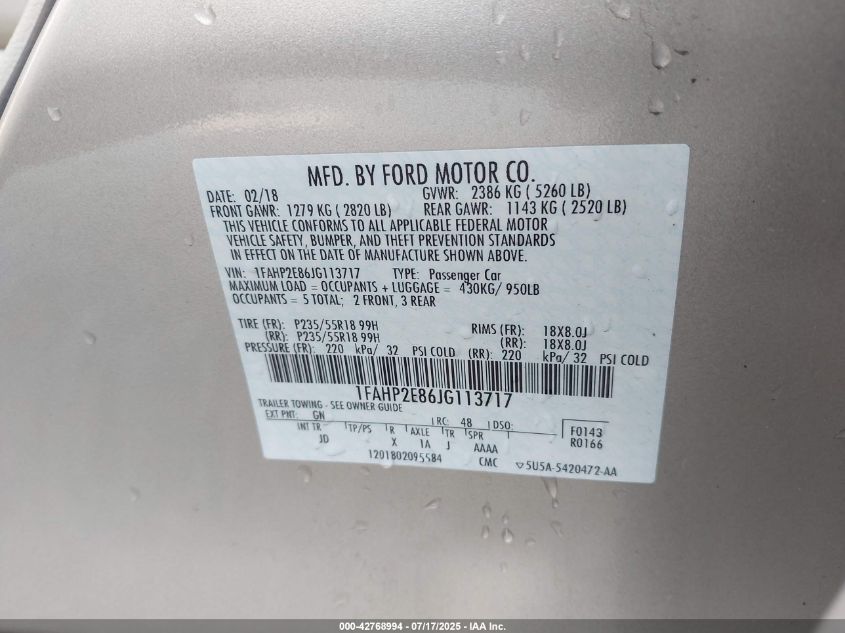 MFD. BY FORD MOTOR CO.
DATE: 02/18 GVWR: 2386 KG ( 5260 LB)
FRONT GAWR: 1279 KG ( 2820 LB) REAR GAWR: 1143 KG ( 2520 LB)
THIS VEHICLE CONFORMS TO ALL APPLICABLE FEDERAL MOTOR
VEHICLE SAFETY, BUMPER, AND THEFT PREVENTION STANDARDS
IN EFFECT ON THE DATE OF MANUFACTURE SHOWN ABOVE.
VIN: 1FAHP2E86JG113717 TYPE: Passenger Car
MAXIMUM LOAD = OCCUPANTS + LUGGAGE = 430KG/ 950LB
OCCUPANTS = 5 TOTAL; 2 FRONT, 3 REAR
TIRE (FR): P235/55R18 99H RIMS (FR): 18X8.0J
(RR): P235/55R18 99H (RR): 18X8.0J
PRESSURE (FR): 220 kPa/ 32 PSI COLD (RR): 220 kPa/ 32 PSI COLD
1FAHP2E86JG113717
TRAILER TOWING - SEE OWNER GUIDE
EXT PNT: GN RC: 48 DSO: F0143
INT TR TP/PS R AXLE TR SPR R0166
JD X 1A J AAAA
1201802095584 CMC 5U5A-5420472-AA
000-42768994 - 07/17/2025 - IAA Inc.